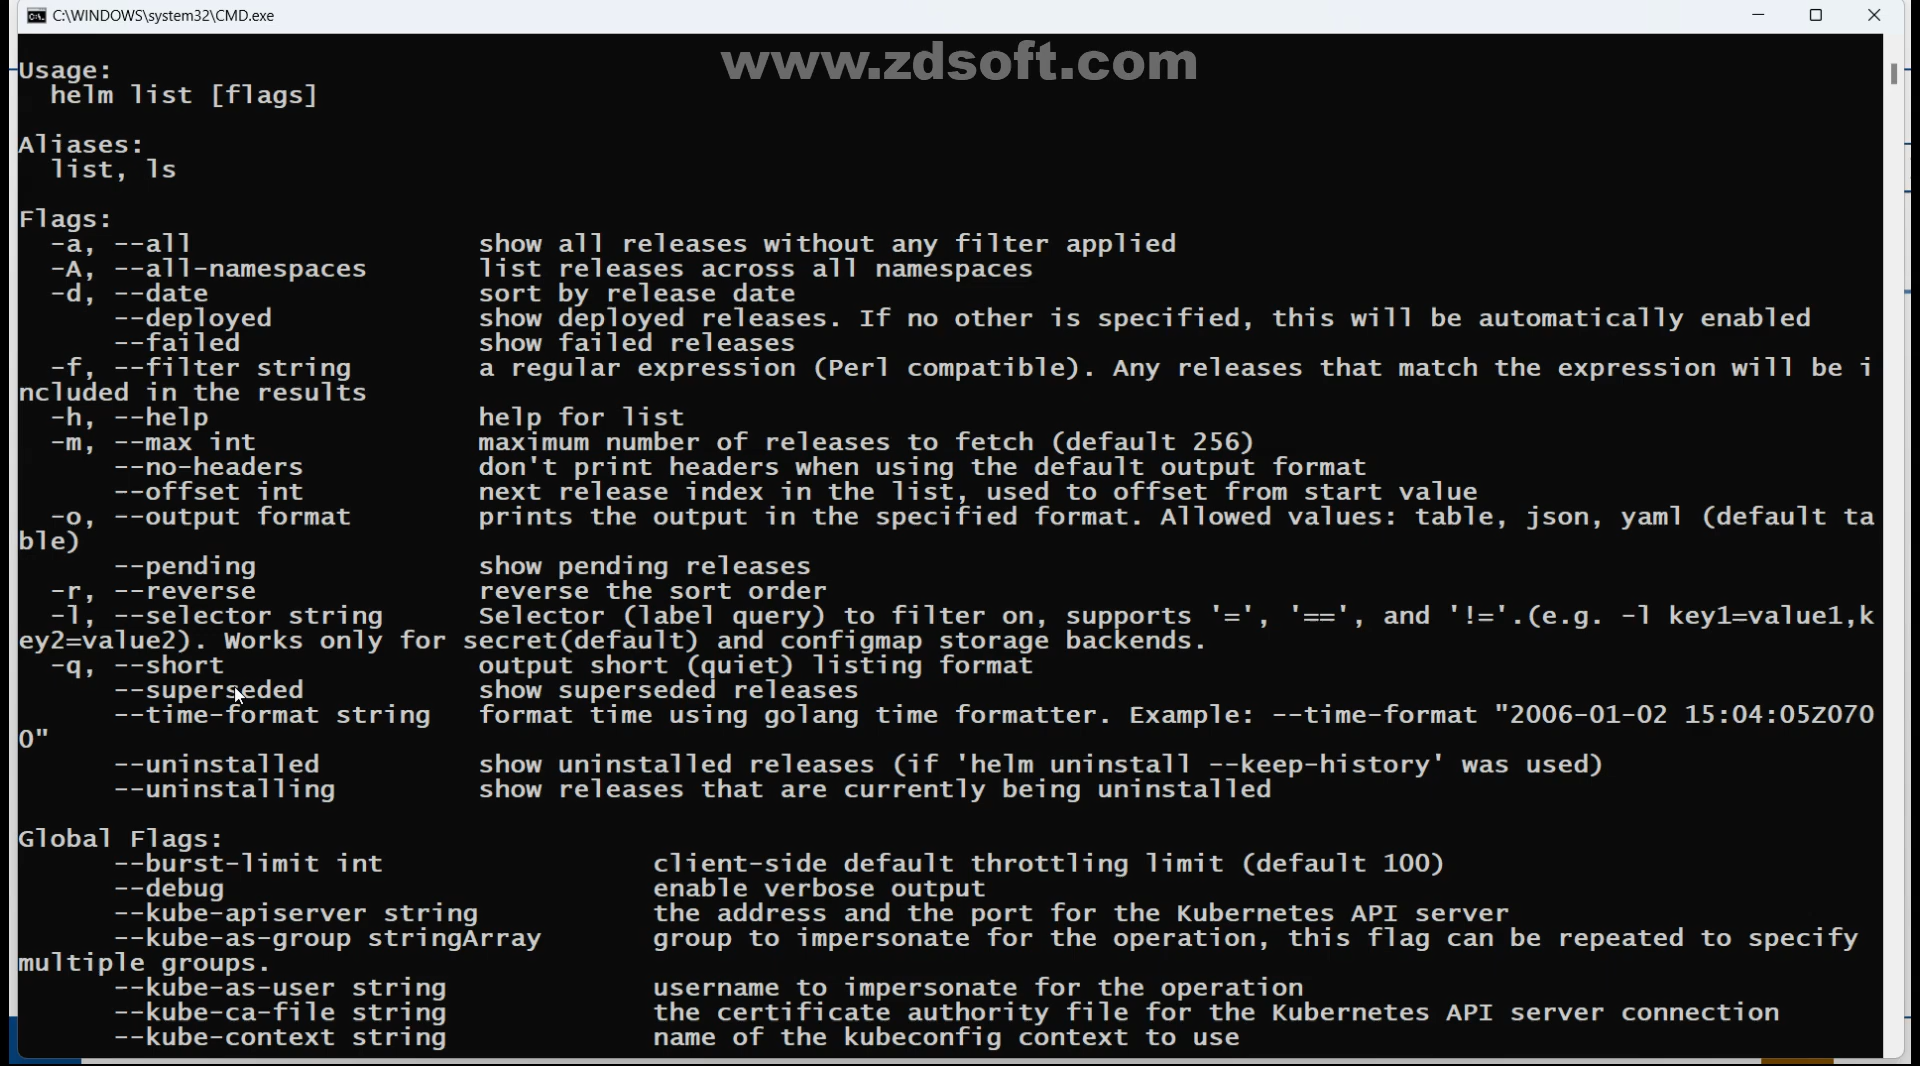 C:\WINDOWS\system32\CMD.exe
www.zdsoft.com
Usage:
  helm list [flags]

Aliases:
  list, ls

Flags:
  -a, --all                  show all releases without any filter applied
  -A, --all-namespaces       list releases across all namespaces
  -d, --date                 sort by release date
      --deployed             show deployed releases. If no other is specified, this will be automatically enabled
      --failed               show failed releases
  -f, --filter string        a regular expression (Perl compatible). Any releases that match the expression will be i
ncluded in the results
  -h, --help                 help for list
  -m, --max int              maximum number of releases to fetch (default 256)
      --no-headers           don't print headers when using the default output format
      --offset int           next release index in the list, used to offset from start value
  -o, --output format        prints the output in the specified format. Allowed values: table, json, yaml (default ta
ble)
      --pending              show pending releases
  -r, --reverse              reverse the sort order
  -l, --selector string      Selector (label query) to filter on, supports '=', '==', and '!='.(e.g. -l key1=value1,k
ey2=value2). Works only for secret(default) and configmap storage backends.
  -q, --short                output short (quiet) listing format
      --superseded           show superseded releases
      --time-format string   format time using golang time formatter. Example: --time-format "2006-01-02 15:04:05Z070
0"
      --uninstalled          show uninstalled releases (if 'helm uninstall --keep-history' was used)
      --uninstalling         show releases that are currently being uninstalled

Global Flags:
      --burst-limit int                 client-side default throttling limit (default 100)
      --debug                           enable verbose output
      --kube-apiserver string           the address and the port for the Kubernetes API server
      --kube-as-group stringArray       group to impersonate for the operation, this flag can be repeated to specify
multiple groups.
      --kube-as-user string             username to impersonate for the operation
      --kube-ca-file string             the certificate authority file for the Kubernetes API server connection
      --kube-context string             name of the kubeconfig context to use